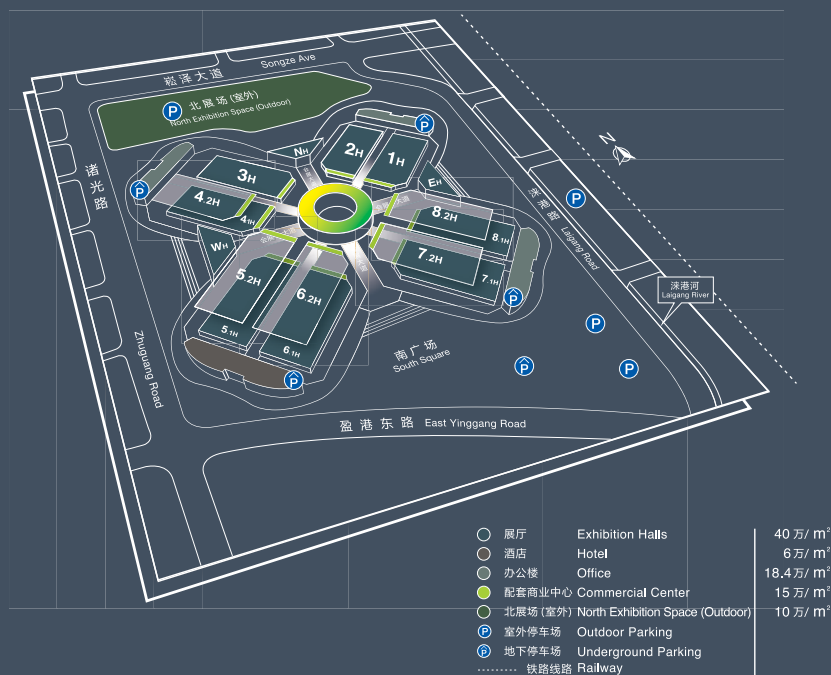 崧泽大道 Songze Ave
P 北展场(室外)
North Exhibition Space (Outdoor)
诸光路
Zhuguang Road
N
P
P
2H 1H
NH
EH
3H
4.2H
4.1H
WH
8.2H
8.1H
7.2H
7.1H
5.2H
6.2H
5.1H
6.1H
P
P
P
涞港路
Laigang Road
涞港河
Laigang River
P
P
P
南广场
South Square
盈港东路 East Yinggang Road
展厅 Exhibition Halls 40万/m²
酒店 Hotel 6万/m²
办公楼 Office 18.4万/m²
配套商业中心 Commercial Center 15万/m²
北展场(室外) North Exhibition Space (Outdoor) 10万/m²
P 室外停车场 Outdoor Parking
P 地下停车场 Underground Parking
铁路线路 Railway